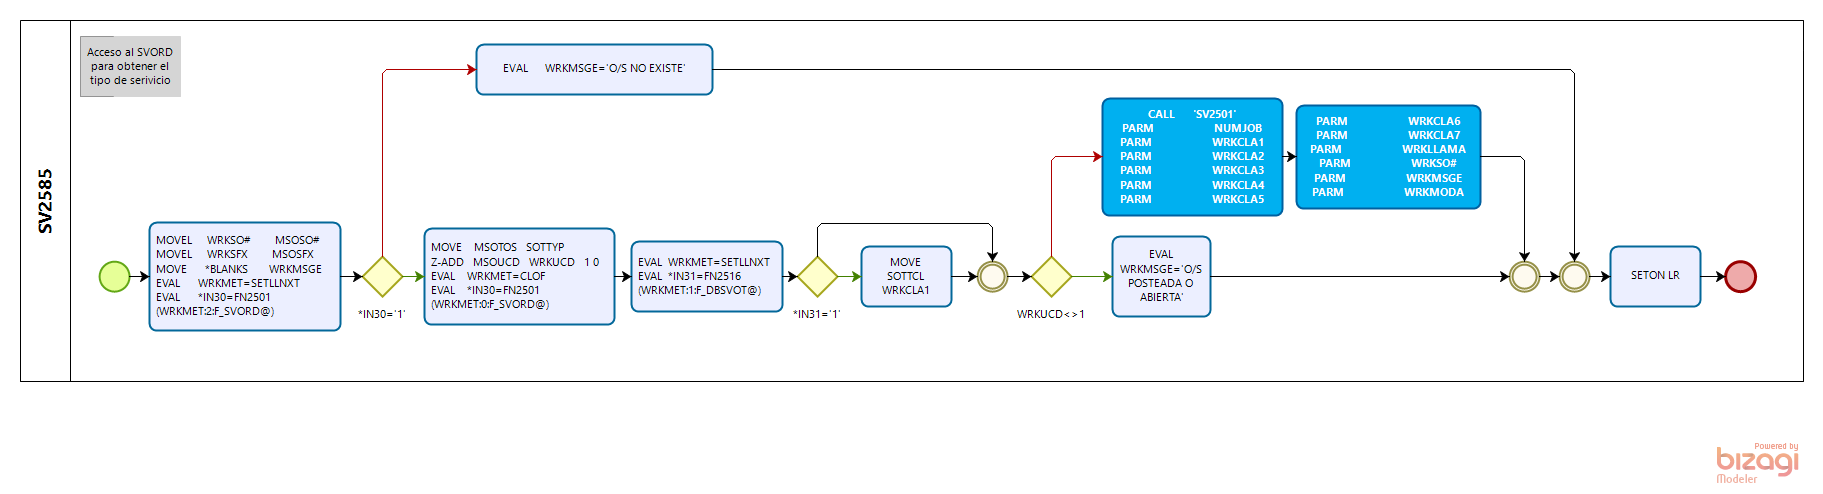 SV2585
Acceso al SVORD
para obtener el
tipo de serivicio
MOVEL WRKSO# MSOSO#
MOVEL WRKSFX MSOSFX
MOVE *BLANKS WRKMSGE
EVAL WRKMET=SETLLNXT
EVAL *IN30=FN2501
(WRKMET:2:F_SVORD@)
*IN30='1'
EVAL WRKMSGE='O/S NO EXISTE'
MOVE MSOTOS SOTTYP
Z-ADD MSOUCD WRKUCD 1 0
EVAL WRKMET=CLOF
EVAL *IN30=FN2501
(WRKMET:0:F_SVORD@)
EVAL WRKMET=SETLLNXT
EVAL *IN31=FN2516
(WRKMET:1:F_DBSVOT@)
*IN31='1'
MOVE
SOTTCL
WRKCLA1
WRKUCD<>1
CALL 'SV2501'
PARM NUMJOB
PARM WRKCLA1
PARM WRKCLA2
PARM WRKCLA3
PARM WRKCLA4
PARM WRKCLA5
PARM WRKCLA6
PARM WRKCLA7
PARM WRKLLAMA
PARM WRKSO#
PARM WRKMSGE
PARM WRKMODA
EVAL
WRKMSGE='O/S
POSTEADA O
ABIERTA'
SETON LR
Powered by
bizagi
Modeler